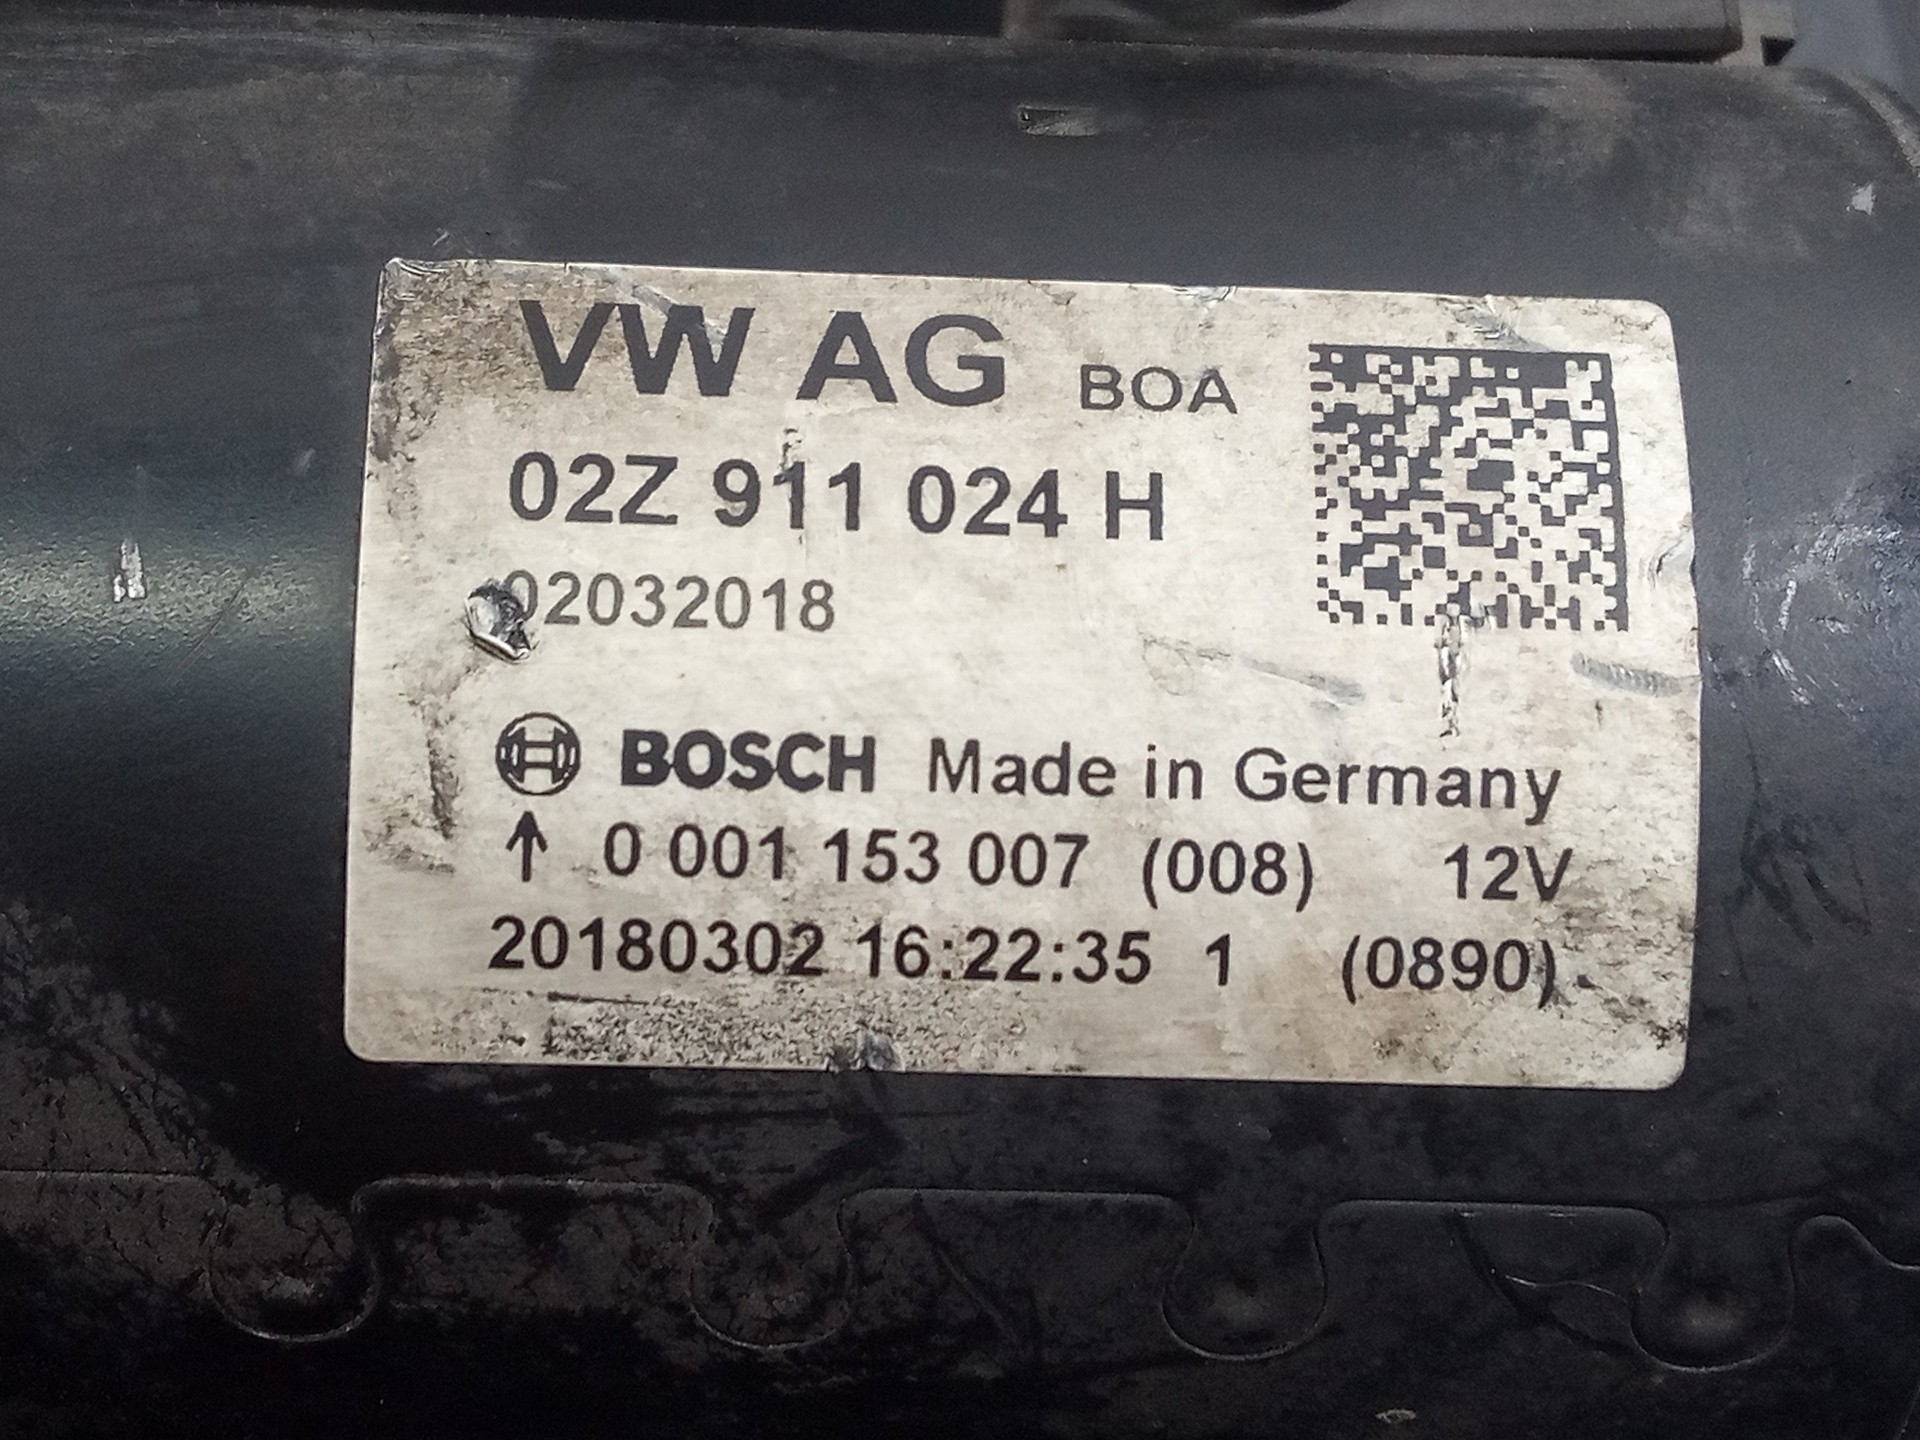 VW AG BOA
02Z 911 024 H
02032018
BOSCH Made in Germany
↑ 0 001 153 007 (008) 12V
20180302 16:22:35 1 (0890)